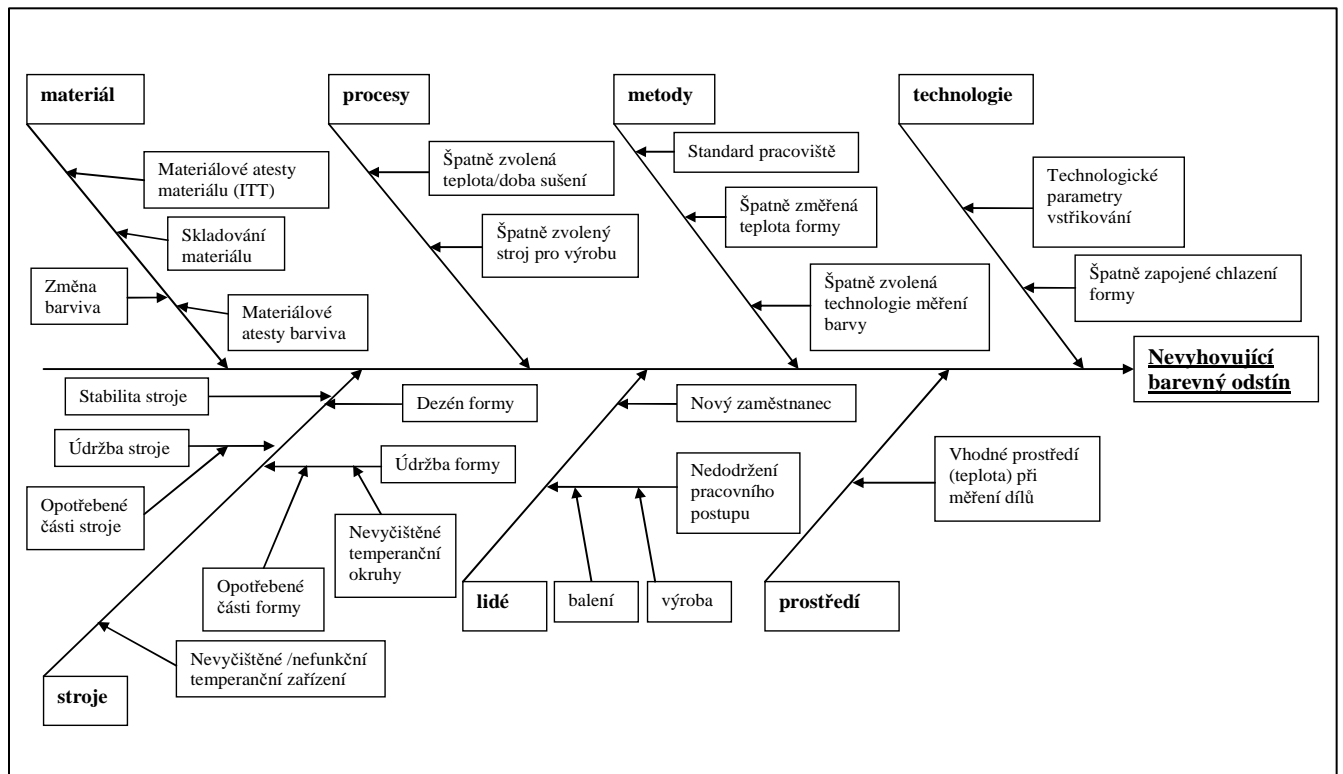 materiál
procesy
metody
technologie
Materiálové atesty
materiálu (ITT)
Špatně zvolená
teplota/doba sušení
Standard pracoviště
Technologické
parametry
vstřikování
Skladování
materiálu
Špatně zvolený
stroj pro výrobu
Špatně změřená
teplota formy
Změna
barviva
Materiálové
atesty barviva
Špatně zvolená
technologie měření
barvy
Špatně zapojené chlazení
formy
Nevyhovující
barevný odstín
Stabilita stroje
Dezén formy
Nový zaměstnanec
Údržba stroje
Údržba formy
Nedodržení
pracovního
postupu
Vhodné prostředí
(teplota) při
měření dílů
Opotřebené
části stroje
Nevyčištěné
temperanční
okruhy
Opotřebené
části formy
lidé
balení
výroba
prostředí
Nevyčištěné /nefunkční
temperanční zařízení
stroje